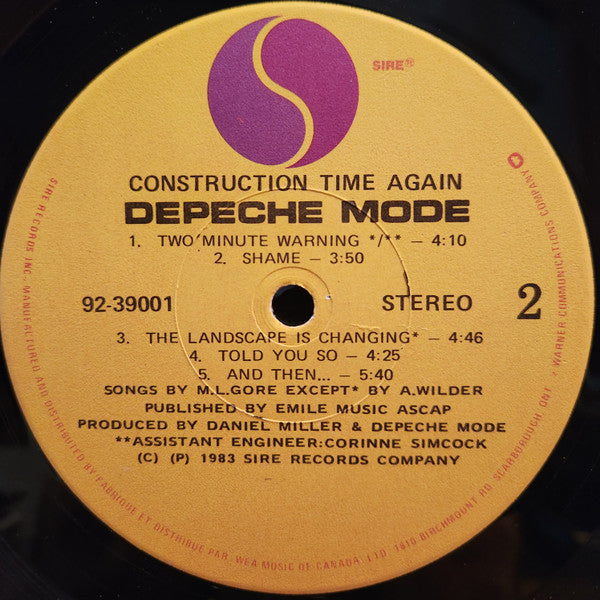 SIRE®
CONSTRUCTION TIME AGAIN
DEPECHE MODE
1. TWO MINUTE WARNING */** – 4:10
2. SHAME – 3:50
92-39001
STEREO 2
3. THE LANDSCAPE IS CHANGING* – 4:46
4. TOLD YOU SO – 4:25
5. AND THEN... – 5:40
SONGS BY M.L.GORE EXCEPT* BY A.WILDER
PUBLISHED BY EMILE MUSIC ASCAP
PRODUCED BY DANIEL MILLER & DEPECHE MODE
**ASSISTANT ENGINEER:CORINNE SIMCOCK
(C) (P) 1983 SIRE RECORDS COMPANY
SIRE RECORDS INC., MANUFACTURED AND DISTRIBUTED BY/FABRIQUE ET DISTRIBUE PAR, WEA MUSIC OF CANADA, LTD. 1810 BIRCHMOUNT RD. SCARBOROUGH, ONT. • WARNER COMMUNICATIONS COMPANY